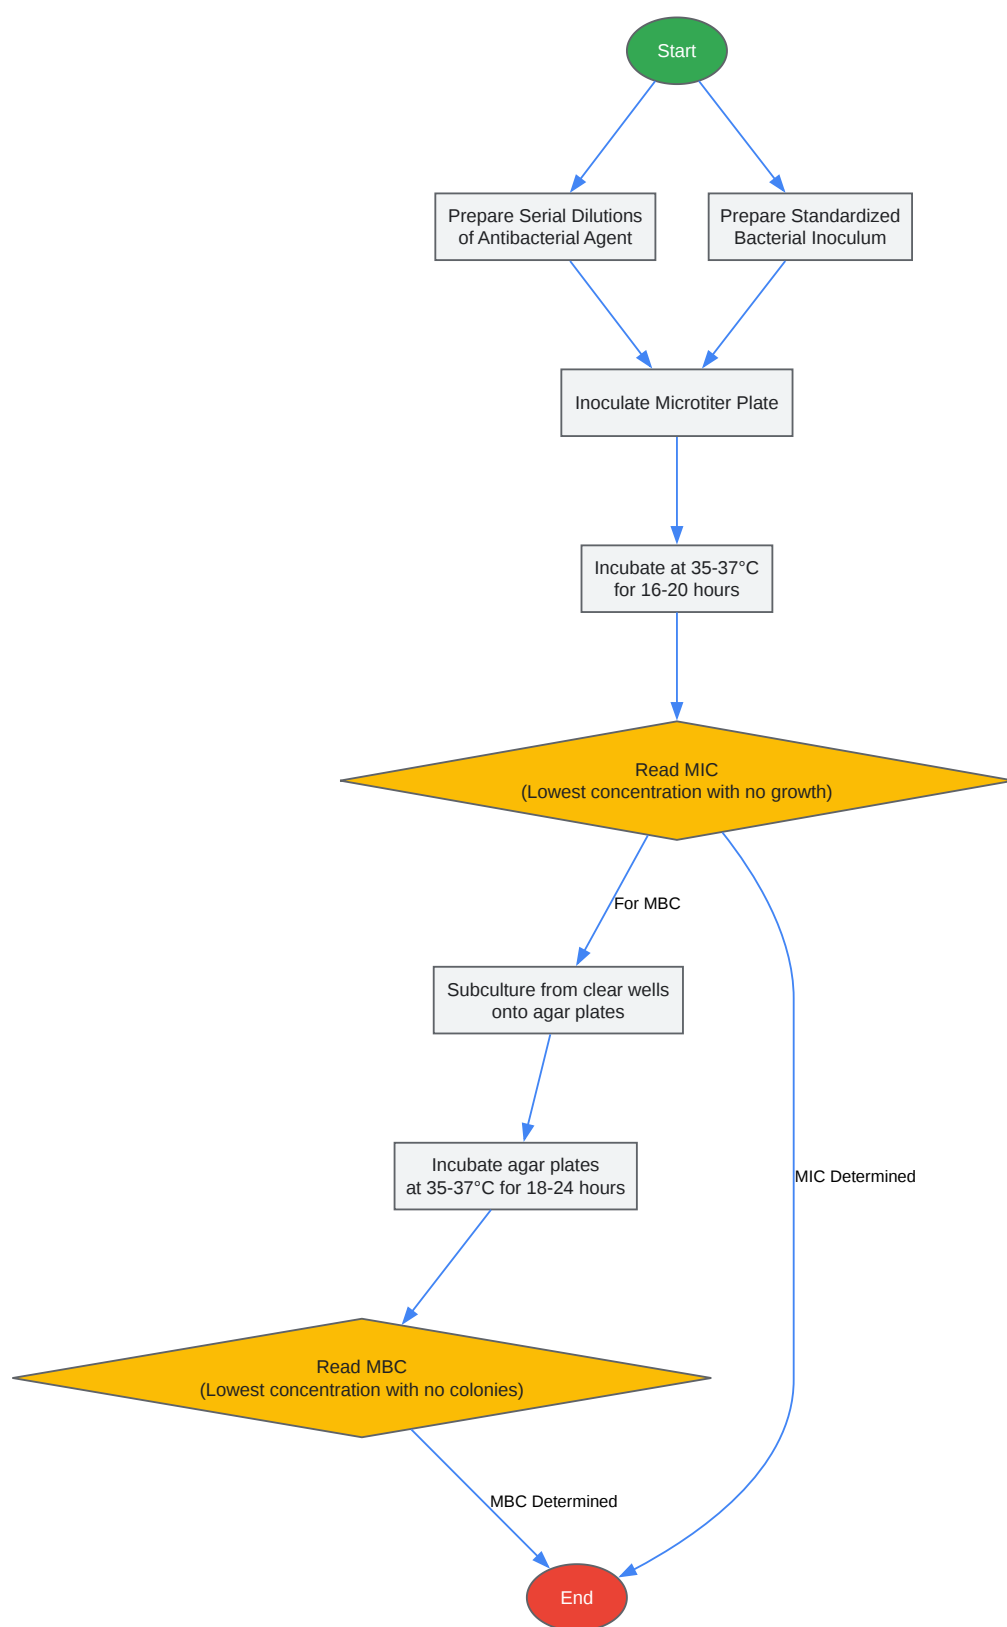 Start
Prepare Serial Dilutions
of Antibacterial Agent
Prepare Standardized
Bacterial Inoculum
Inoculate Microtiter Plate
Incubate at 35-37°C
for 16-20 hours
Read MIC
(Lowest concentration with no growth)
For MBC
Subculture from clear wells
onto agar plates
Incubate agar plates
at 35-37°C for 18-24 hours
MIC Determined
Read MBC
(Lowest concentration with no colonies)
MBC Determined
End